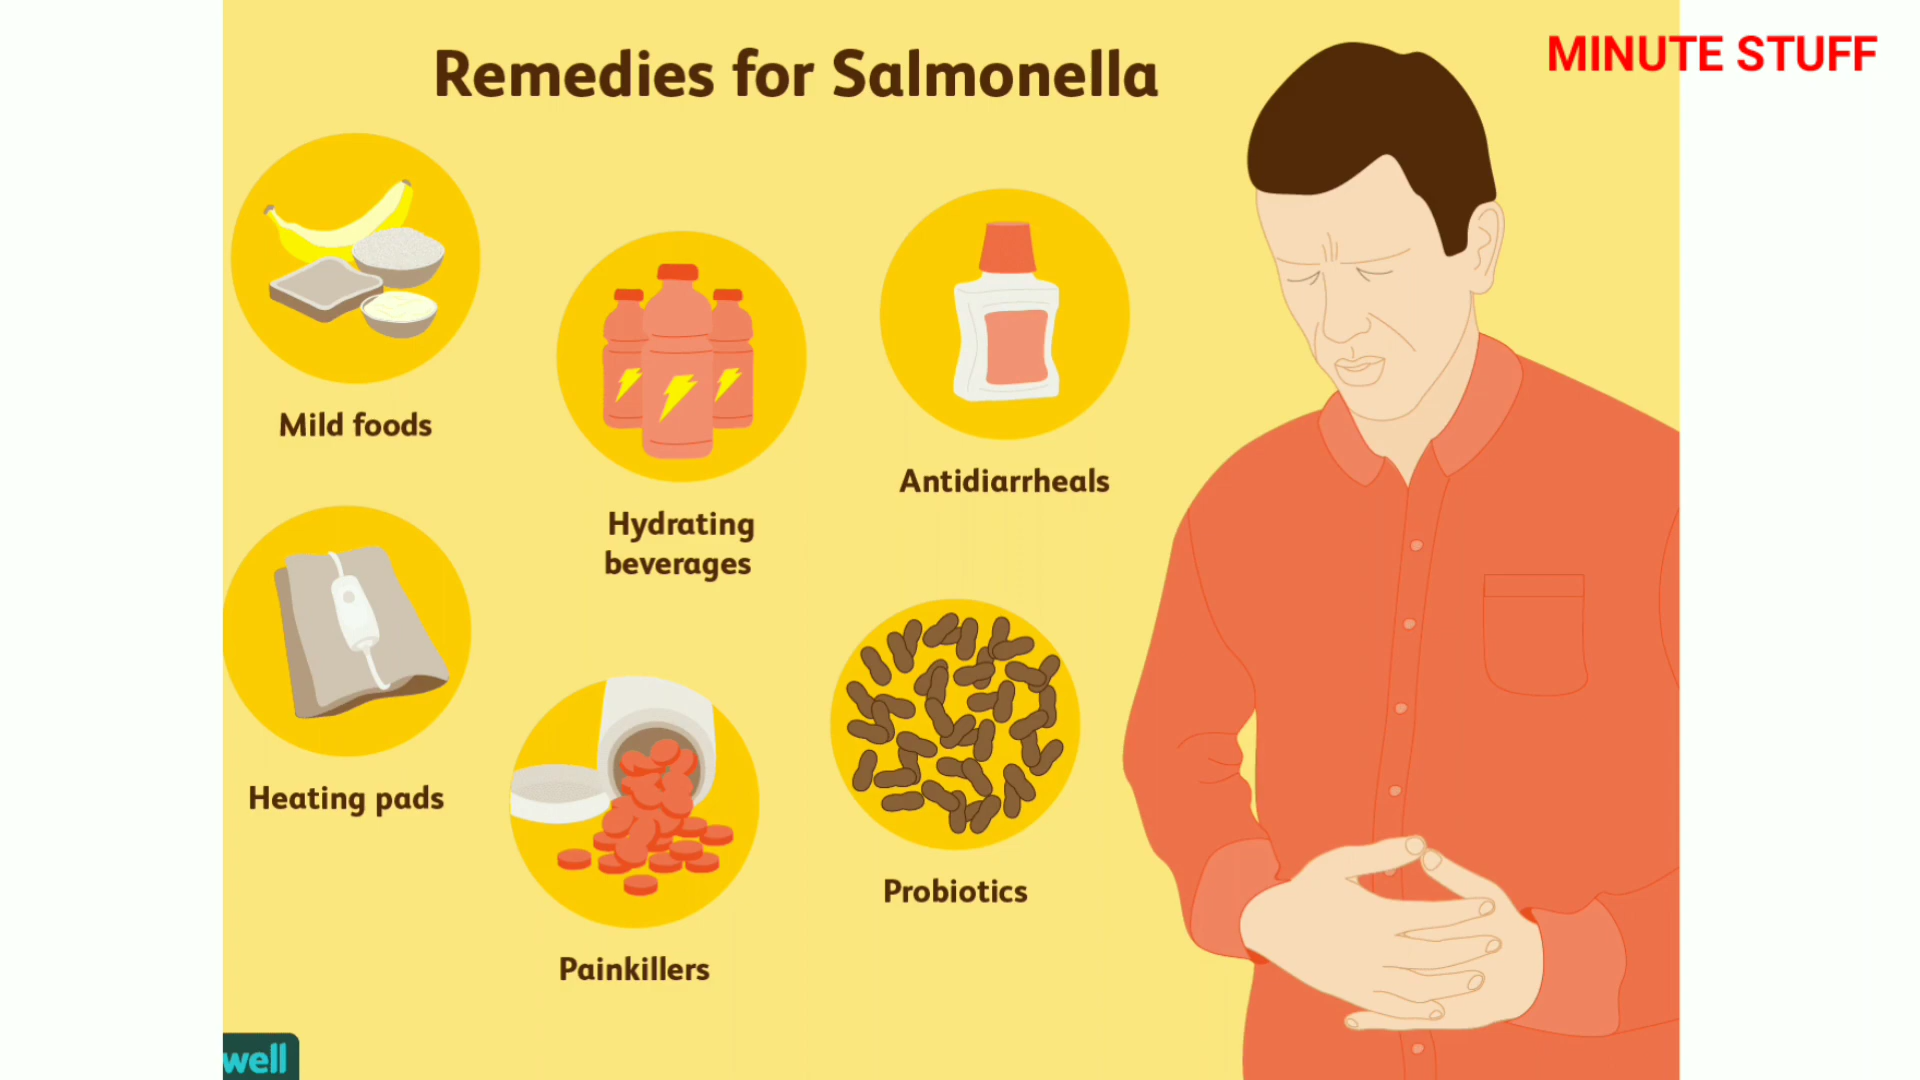 Remedies for Salmonella
MINUTE STUFF
Mild foods
Hydrating
beverages
Antidiarrheals
Heating pads
Painkillers
Probiotics
well